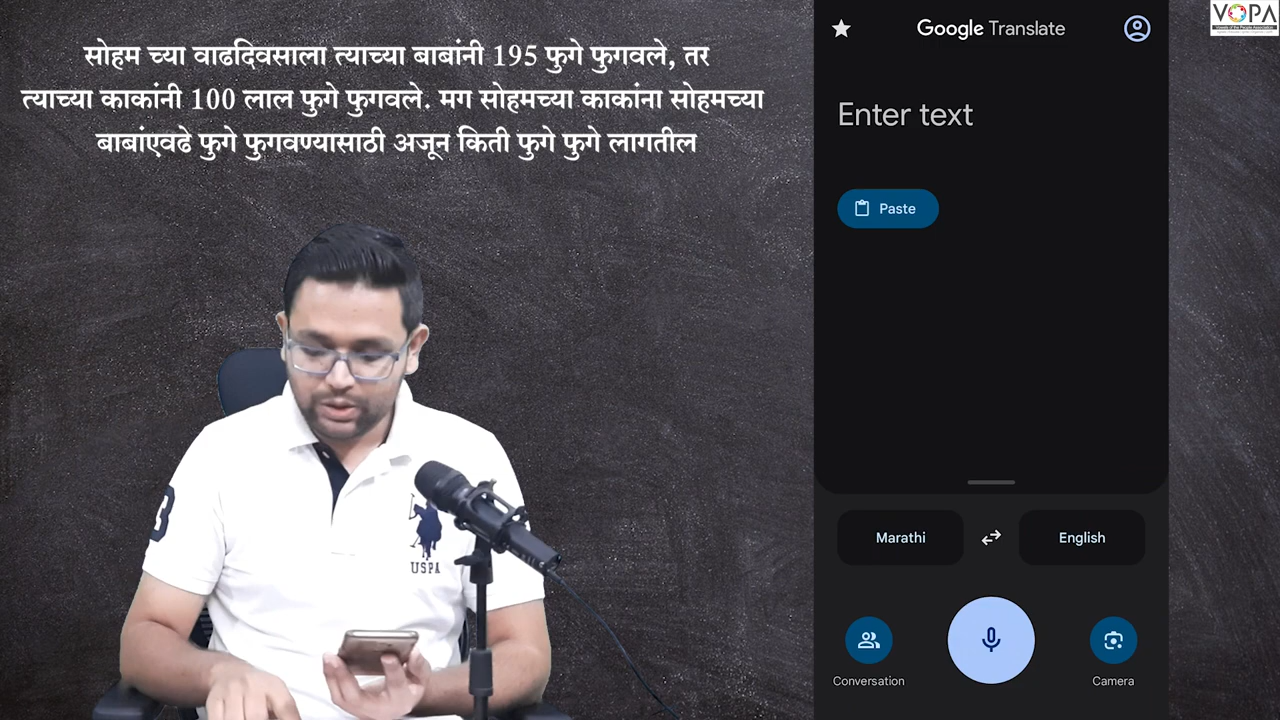 सोहम च्या वाढदिवसाला त्याच्या बाबांनी 195 फुगे फुगवले, तर
त्याच्या काकांनी 100 लाल फुगे फुगवले. मग सोहमच्या काकांना सोहमच्या
बाबांएवढे फुगे फुगवण्यासाठी अजून किती फुगे फुगे लागतील
VOPA
Google Translate
Enter text
Paste
Marathi
English
Conversation
Camera
3
USPA